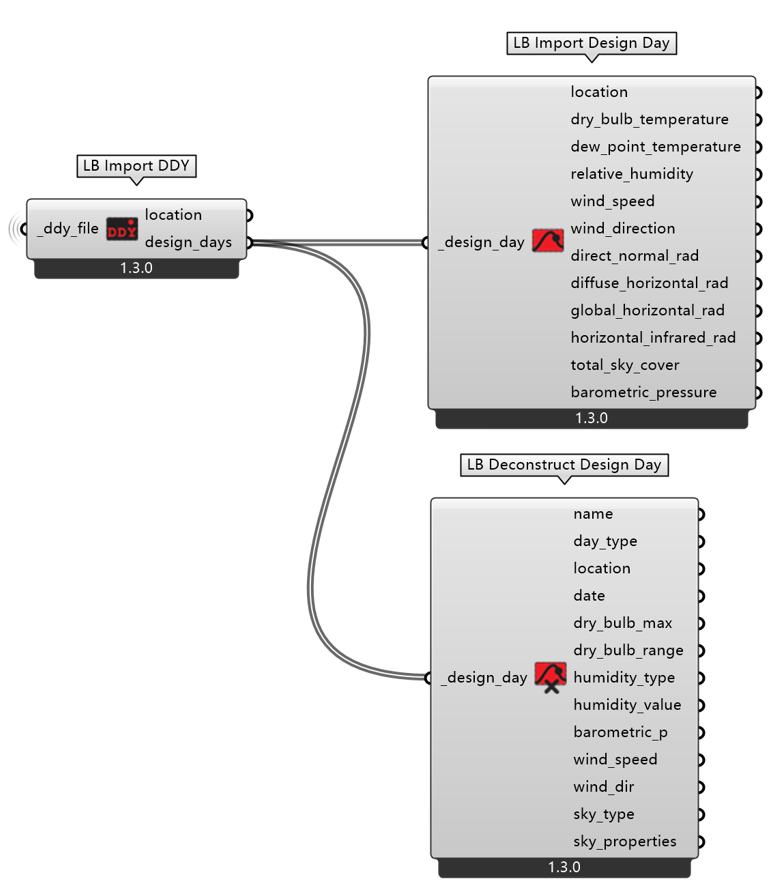 LB Import DDY
_ddy_file
DDY
location
design_days
1.3.0
LB Import Design Day
_design_day
location
dry_bulb_temperature
dew_point_temperature
relative_humidity
wind_speed
wind_direction
direct_normal_rad
diffuse_horizontal_rad
global_horizontal_rad
horizontal_infrared_rad
total_sky_cover
barometric_pressure
1.3.0
LB Deconstruct Design Day
_design_day
name
day_type
location
date
dry_bulb_max
dry_bulb_range
humidity_type
humidity_value
barometric_p
wind_speed
wind_dir
sky_type
sky_properties
1.3.0